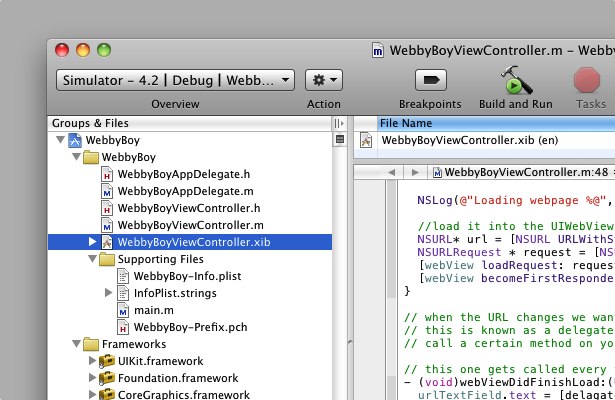 WebbyBoyViewController.m – Webby
Simulator - 4.2 | Debug | Webb...
Overview
Action
Breakpoints
Build and Run
Tasks
Groups & Files
File Name
WebbyBoy
WebbyBoyViewController.xib (en)
WebbyBoy
WebbyBoyAppDelegate.h
WebbyBoyViewController.m:48
WebbyBoyAppDelegate.m
NSLog(@"Loading webpage %@",
WebbyBoyViewController.h
WebbyBoyViewController.m
//load it into the UIWebView
WebbyBoyViewController.xib
NSURL* url = [NSURL URLWithSt
NSURLRequest * request = [NS
Supporting Files
[webView loadRequest: reques
WebbyBoy-Info.plist
[webView becomeFirstResponde
InfoPlist.strings
}
main.m
// when the URL changes we wan
WebbyBoy-Prefix.pch
// this is known as a delegate
Frameworks
// call a certain method on yo
UIKit.framework
// this one gets called every
Foundation.framework
- (void)webViewDidFinishLoad:(
CoreGraphics.framework
urlTextField.text = [delagat